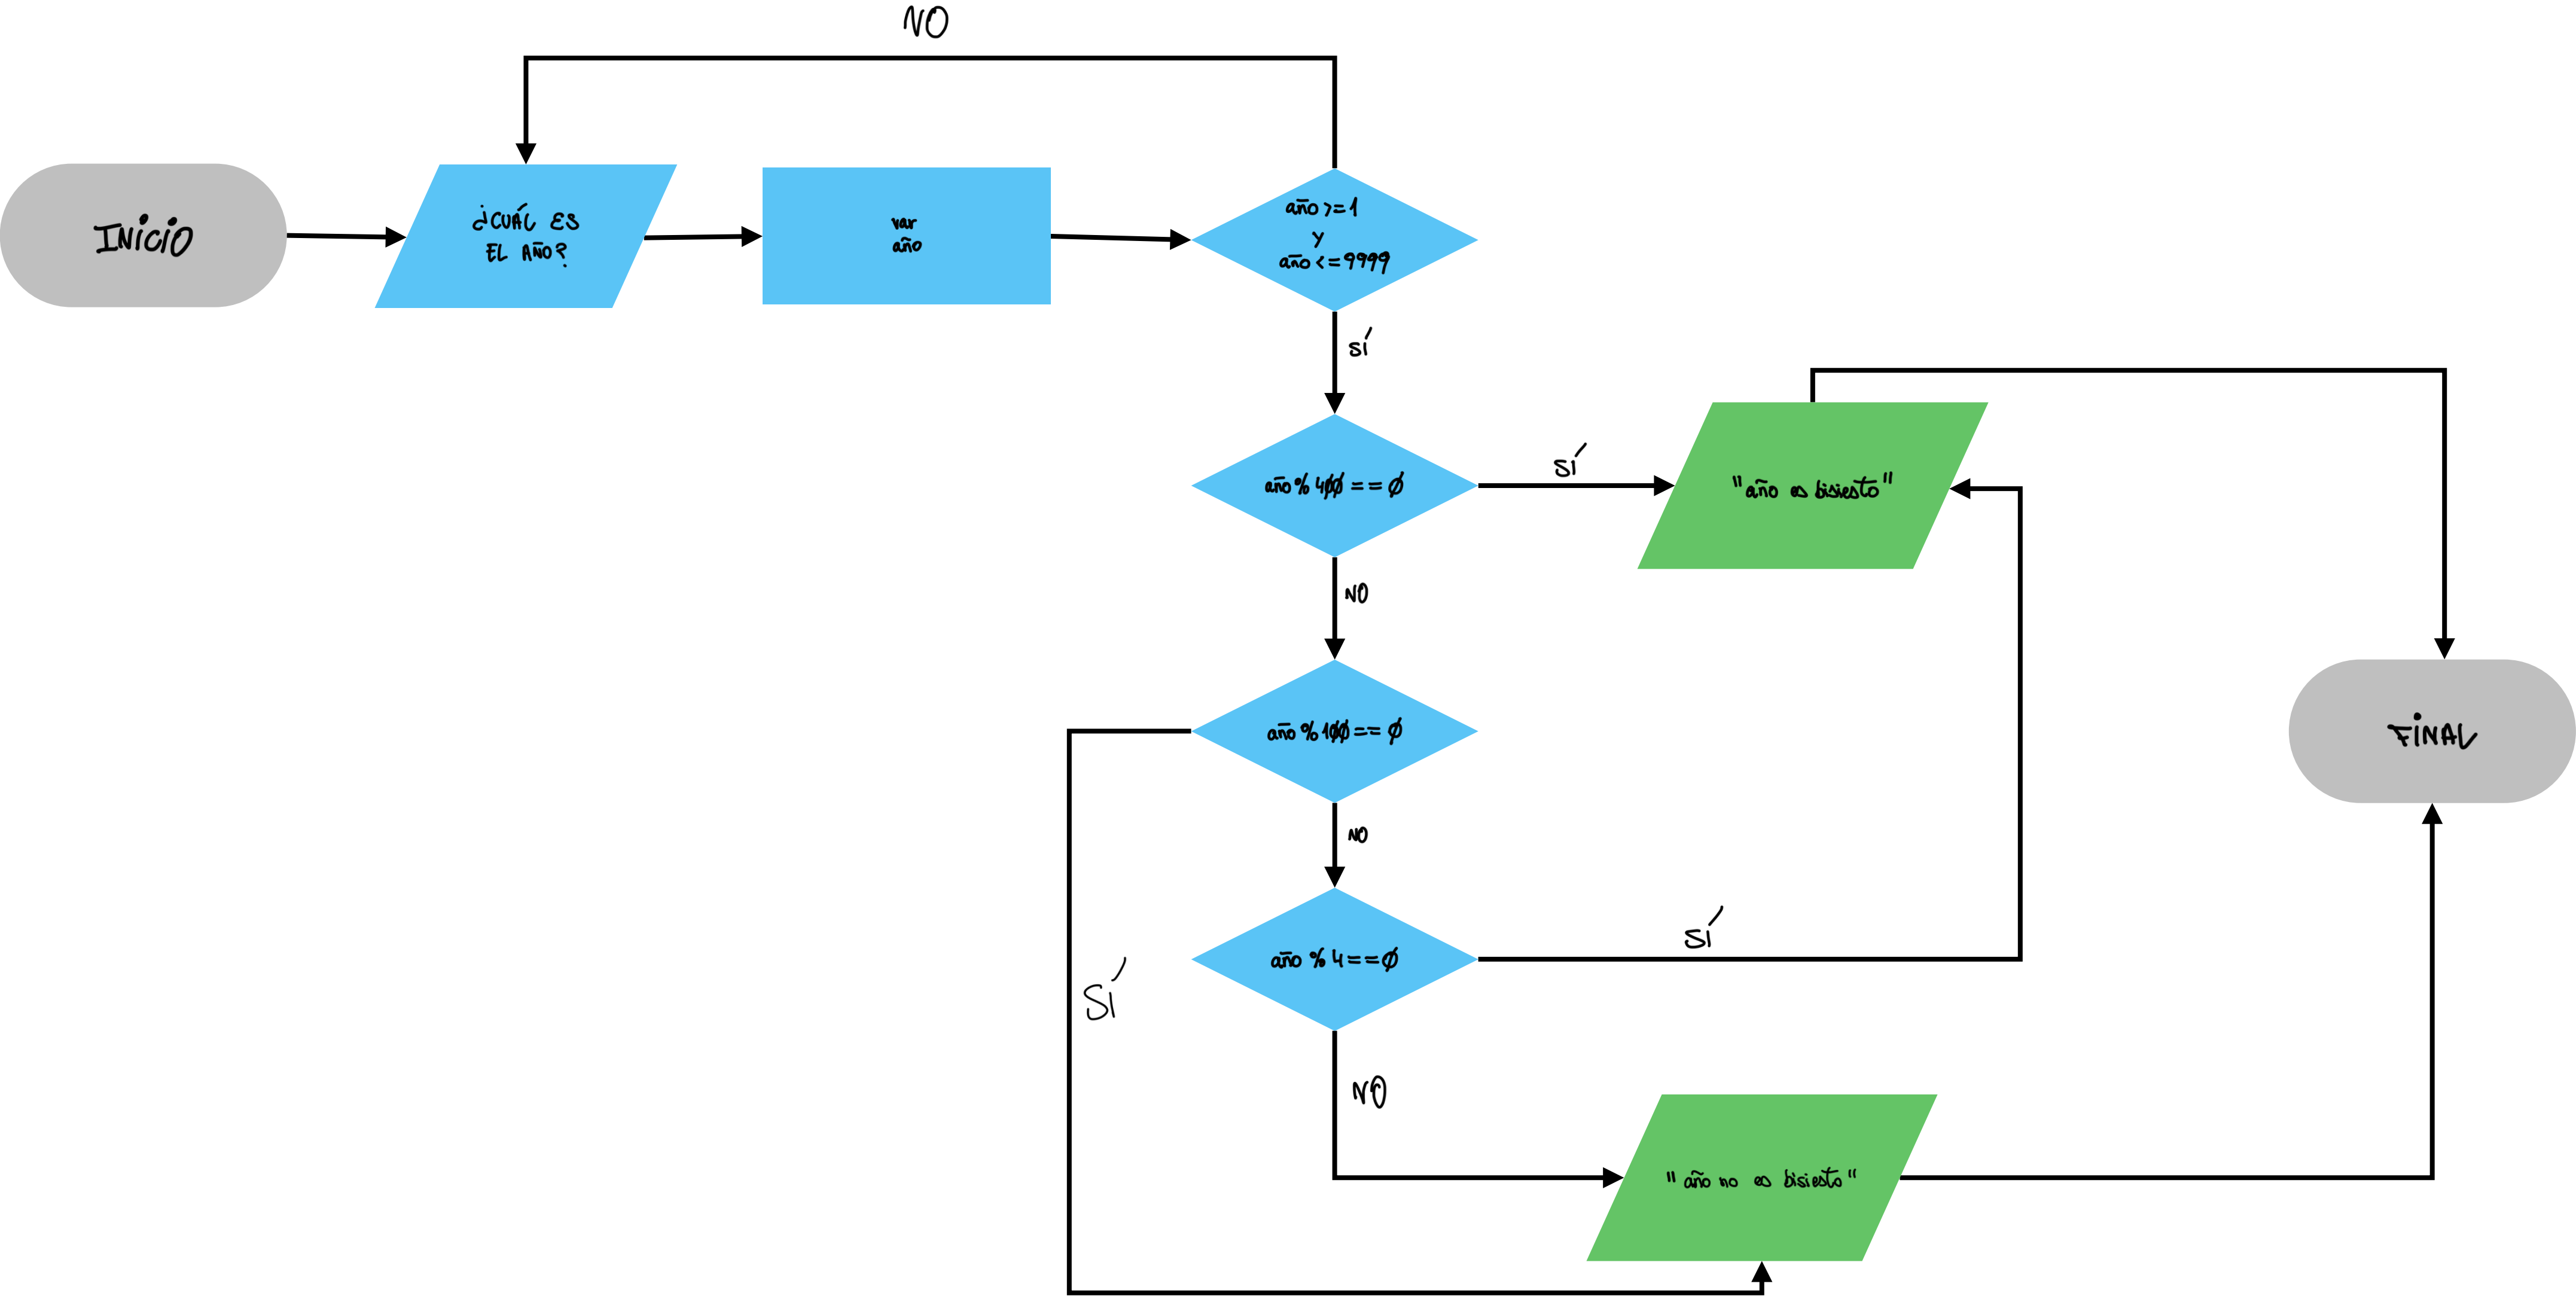 NO
INICIO
¿CUÁL ES
EL AÑO?
var
año
año >= 1
y
año <= 9999
sí
año % 400 == 0
sí
"año es bisiesto"
NO
año % 100 == 0
FINAL
NO
año % 4 == 0
sí
SÍ
NO
"año no es bisiesto"